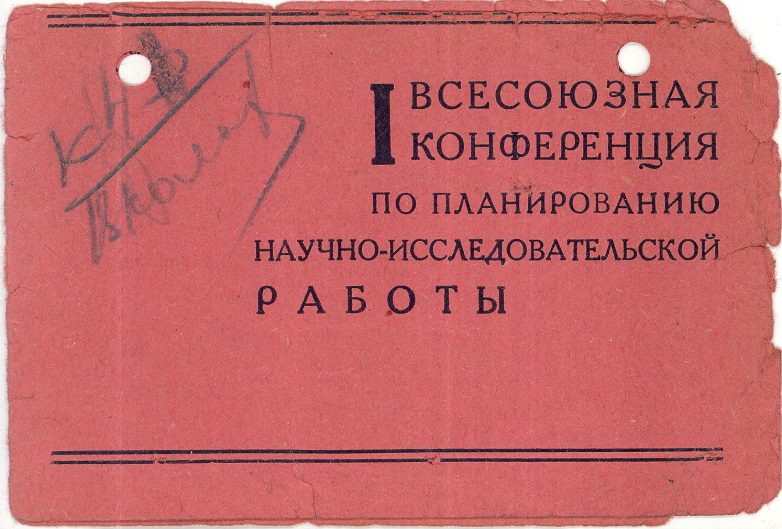 I ВСЕСОЮЗНАЯ
КОНФЕРЕНЦИЯ
ПО ПЛАНИРОВАНИЮ
НАУЧНО-ИССЛЕДОВАТЕЛЬСКОЙ
РАБОТЫ